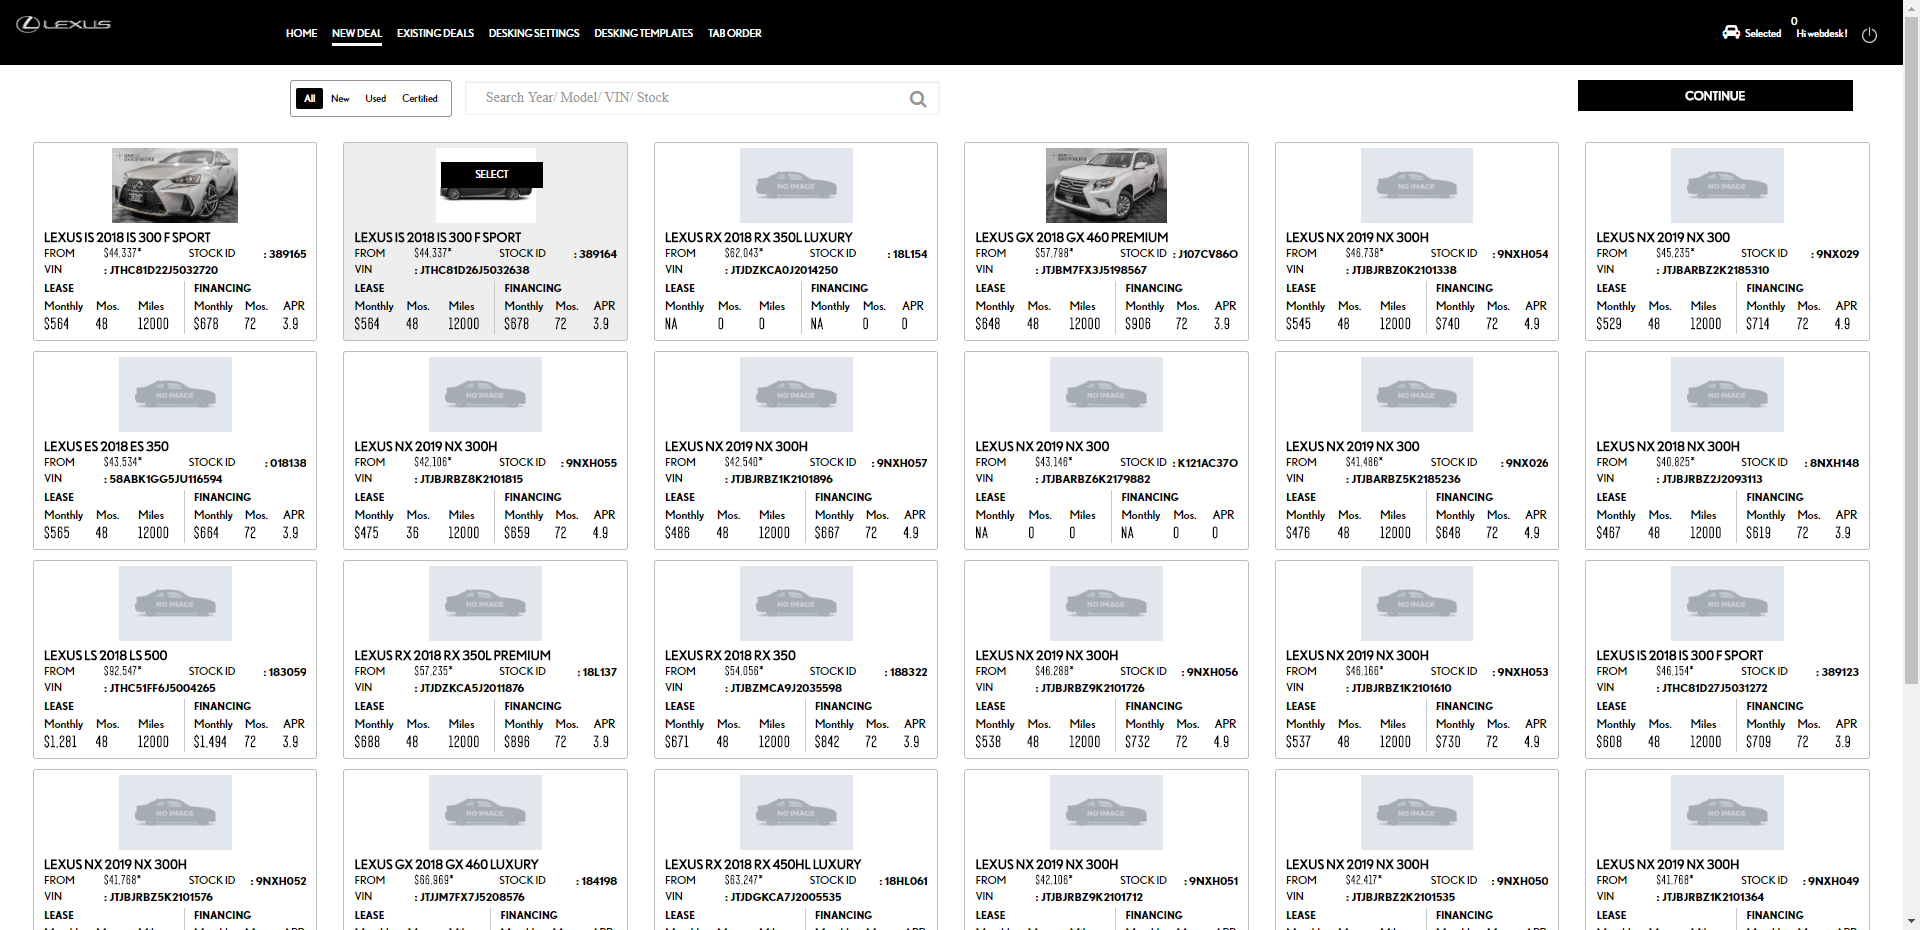 LEXUS
HOME NEW DEAL EXISTING DEALS DESKING SETTINGS DESKING TEMPLATES TAB ORDER
0
Selected Hi webdesk!
All New Used Certified
Search Year/ Model/ VIN/ Stock
CONTINUE
SELECT
NO IMAGE NO IMAGE NO IMAGE
LEXUS IS 2018 IS 300 F SPORT
FROM $44,337* STOCK ID : 389165
VIN : JTHC81D22J5032720
LEASE FINANCING
Monthly Mos. Miles Monthly Mos. APR
$564 48 12000 $678 72 3.9
LEXUS IS 2018 IS 300 F SPORT
FROM $44,337* STOCK ID : 389164
VIN : JTHC81D26J5032638
LEASE FINANCING
Monthly Mos. Miles Monthly Mos. APR
$564 48 12000 $678 72 3.9
LEXUS RX 2018 RX 350L LUXURY
FROM $62,043* STOCK ID : 18L154
VIN : JTJDZKCA0J2014250
LEASE FINANCING
Monthly Mos. Miles Monthly Mos. APR
NA 0 0 NA 0 0
LEXUS GX 2018 GX 460 PREMIUM
FROM $57,798* STOCK ID : J107CV86O
VIN : JTJBM7FX3J5198567
LEASE FINANCING
Monthly Mos. Miles Monthly Mos. APR
$648 48 12000 $906 72 3.9
LEXUS NX 2019 NX 300H
FROM $46,738* STOCK ID : 9NXH054
VIN : JTJBJRBZ0K2101338
LEASE FINANCING
Monthly Mos. Miles Monthly Mos. APR
$545 48 12000 $740 72 4.9
LEXUS NX 2019 NX 300
FROM $45,235* STOCK ID : 9NX029
VIN : JTJBARBZ2K2185310
LEASE FINANCING
Monthly Mos. Miles Monthly Mos. APR
$529 48 12000 $714 72 4.9
NO IMAGE NO IMAGE NO IMAGE NO IMAGE NO IMAGE NO IMAGE
LEXUS ES 2018 ES 350
FROM $43,534* STOCK ID : 018138
VIN : 58ABK1GG5JU116594
LEASE FINANCING
Monthly Mos. Miles Monthly Mos. APR
$565 48 12000 $664 72 3.9
LEXUS NX 2019 NX 300H
FROM $42,106* STOCK ID : 9NXH055
VIN : JTJBJRBZ8K2101815
LEASE FINANCING
Monthly Mos. Miles Monthly Mos. APR
$475 36 12000 $659 72 4.9
LEXUS NX 2019 NX 300H
FROM $42,540* STOCK ID : 9NXH057
VIN : JTJBJRBZ1K2101896
LEASE FINANCING
Monthly Mos. Miles Monthly Mos. APR
$486 48 12000 $667 72 4.9
LEXUS NX 2019 NX 300
FROM $43,146* STOCK ID : K121AC37O
VIN : JTJBARBZ6K2179882
LEASE FINANCING
Monthly Mos. Miles Monthly Mos. APR
NA 0 0 NA 0 0
LEXUS NX 2019 NX 300
FROM $41,486* STOCK ID : 9NX026
VIN : JTJBARBZ5K2185236
LEASE FINANCING
Monthly Mos. Miles Monthly Mos. APR
$476 48 12000 $648 72 4.9
LEXUS NX 2018 NX 300H
FROM $40,825* STOCK ID : 8NXH148
VIN : JTJBJRBZ2J2093113
LEASE FINANCING
Monthly Mos. Miles Monthly Mos. APR
$467 48 12000 $619 72 3.9
NO IMAGE NO IMAGE NO IMAGE NO IMAGE NO IMAGE NO IMAGE
LEXUS LS 2018 LS 500
FROM $92,547* STOCK ID : 183059
VIN : JTHC51FF6J5004265
LEASE FINANCING
Monthly Mos. Miles Monthly Mos. APR
$1,281 48 12000 $1,494 72 3.9
LEXUS RX 2018 RX 350L PREMIUM
FROM $57,235* STOCK ID : 18L137
VIN : JTJDZKCA5J2011876
LEASE FINANCING
Monthly Mos. Miles Monthly Mos. APR
$688 48 12000 $896 72 3.9
LEXUS RX 2018 RX 350
FROM $54,056* STOCK ID : 188322
VIN : JTJBZMCA9J2035598
LEASE FINANCING
Monthly Mos. Miles Monthly Mos. APR
$671 48 12000 $842 72 3.9
LEXUS NX 2019 NX 300H
FROM $46,288* STOCK ID : 9NXH056
VIN : JTJBJRBZ9K2101726
LEASE FINANCING
Monthly Mos. Miles Monthly Mos. APR
$538 48 12000 $732 72 4.9
LEXUS NX 2019 NX 300H
FROM $46,166* STOCK ID : 9NXH053
VIN : JTJBJRBZ1K2101610
LEASE FINANCING
Monthly Mos. Miles Monthly Mos. APR
$537 48 12000 $730 72 4.9
LEXUS IS 2018 IS 300 F SPORT
FROM $46,154* STOCK ID : 389123
VIN : JTHC81D27J5031272
LEASE FINANCING
Monthly Mos. Miles Monthly Mos. APR
$608 48 12000 $709 72 3.9
NO IMAGE NO IMAGE NO IMAGE NO IMAGE NO IMAGE NO IMAGE
LEXUS NX 2019 NX 300H
FROM $41,768* STOCK ID : 9NXH052
VIN : JTJBJRBZ5K2101576
LEASE FINANCING
LEXUS GX 2018 GX 460 LUXURY
FROM $66,969* STOCK ID : 184198
VIN : JTJJM7FX7J5208576
LEASE FINANCING
LEXUS RX 2018 RX 450HL LUXURY
FROM $63,247* STOCK ID : 18HL061
VIN : JTJDGKCA7J2005535
LEASE FINANCING
LEXUS NX 2019 NX 300H
FROM $42,106* STOCK ID : 9NXH051
VIN : JTJBJRBZ9K2101712
LEASE FINANCING
LEXUS NX 2019 NX 300H
FROM $42,417* STOCK ID : 9NXH050
VIN : JTJBJRBZ2K2101535
LEASE FINANCING
LEXUS NX 2019 NX 300H
FROM $41,768* STOCK ID : 9NXH049
VIN : JTJBJRBZ1K2101364
LEASE FINANCING